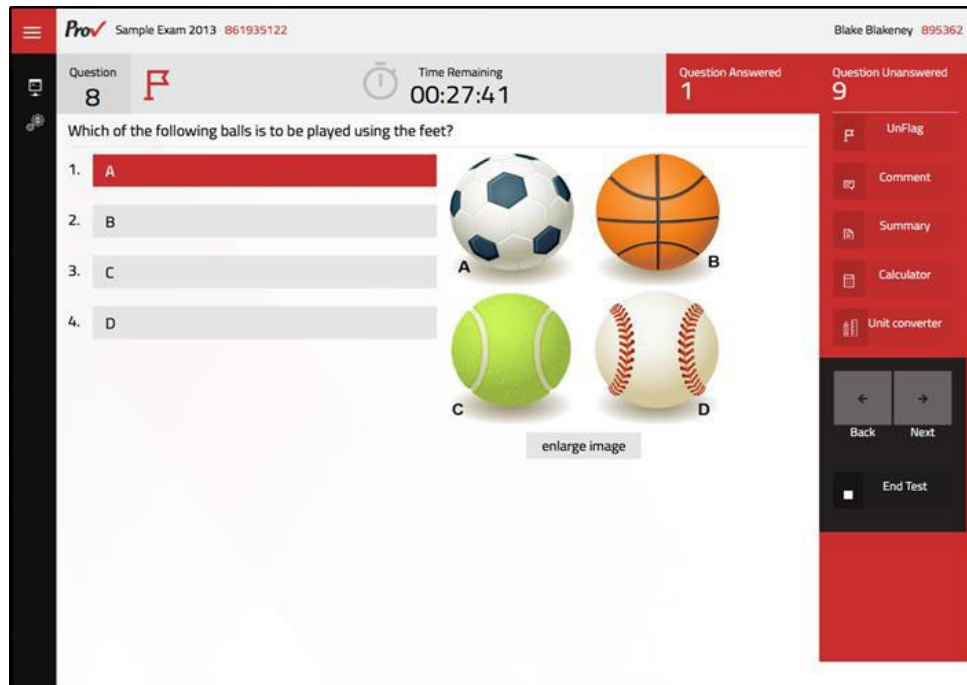 Prov Sample Exam 2013 861935122
Blake Blakeney 895362
Question
8
Time Remaining
00:27:41
Question Answered
1
Question Unanswered
9
Which of the following balls is to be played using the feet?
1. A
2. B
3. C
4. D
A
B
C
D
enlarge image
UnFlag
Comment
Summary
Calculator
Unit converter
Back
Next
End Test